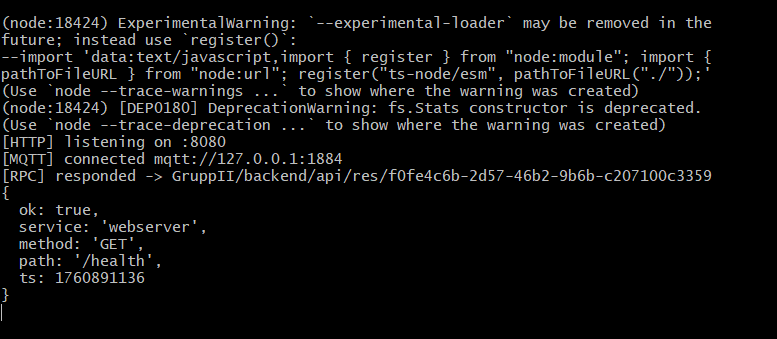 (node:18424) ExperimentalWarning: `--experimental-loader` may be removed in the
future; instead use `register()`:
--import 'data:text/javascript,import { register } from "node:module"; import {
pathToFileURL } from "node:url"; register("ts-node/esm", pathToFileURL("./"));'
(Use `node --trace-warnings ...` to show where the warning was created)
(node:18424) [DEP0180] DeprecationWarning: fs.Stats constructor is deprecated.
(Use `node --trace-deprecation ...` to show where the warning was created)
[HTTP] listening on :8080
[MQTT] connected mqtt://127.0.0.1:1884
[RPC] responded -> GruppII/backend/api/res/f0fe4c6b-2d57-46b2-9b6b-c207100c3359
{
  ok: true,
  service: 'webserver',
  method: 'GET',
  path: '/health',
  ts: 1760891136
}